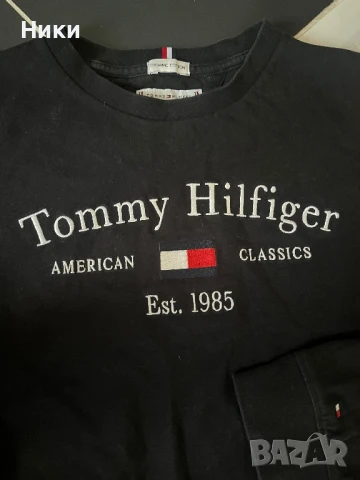 Ники
Tommy Hilfiger
AMERICAN CLASSICS
Est. 1985
BAZAR